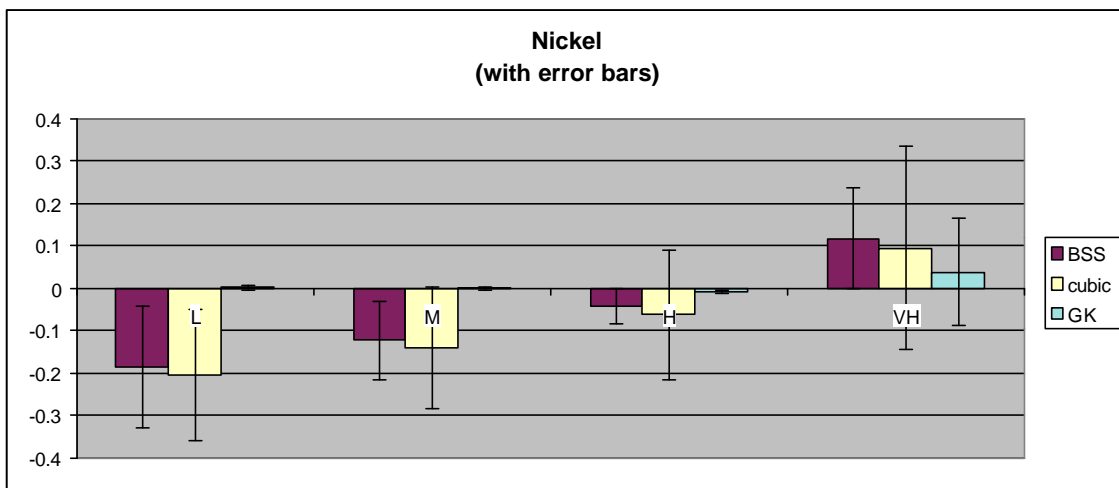 Nickel
(with error bars)
0.4
0.3
0.2
0.1
0
-0.1
-0.2
-0.3
-0.4
L
M
H
VH
BSS
cubic
GK